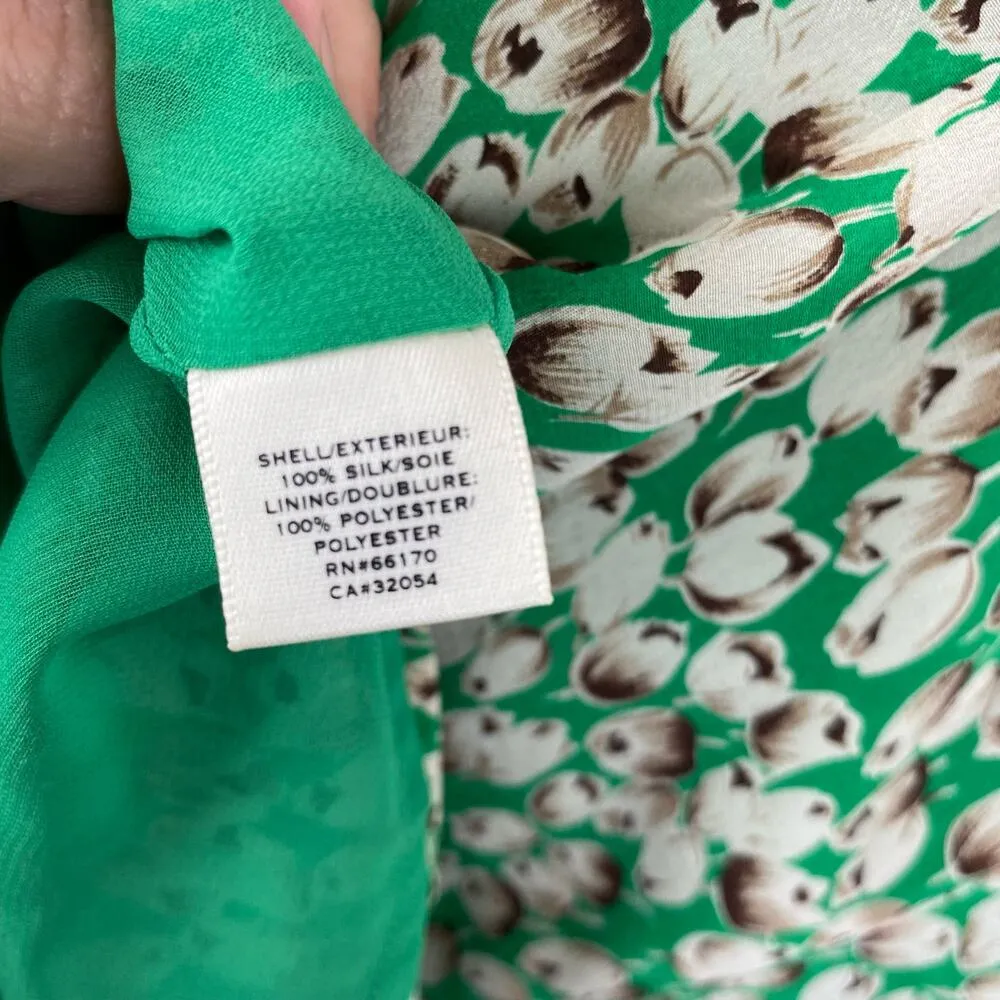 SHELL/EXTERIEUR:
100% SILK/SOIE
LINING/DOUBLURE:
100% POLYESTER/
POLYESTER
RN#66170
CA#32054